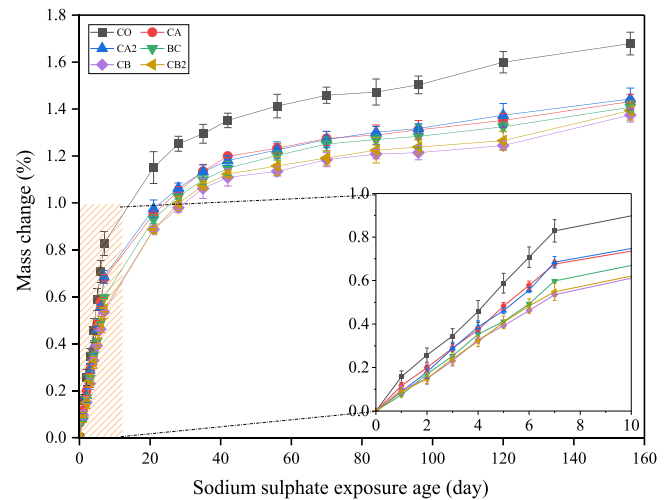 1.8
1.6
1.4
1.2
1.0
0.8
0.6
0.4
0.2
0.0
Mass change (%)
CO CA
CA2 BC
CB CB2
1.0
0.8
0.6
0.4
0.2
0.0
0 2 4 6 8 10
0 20 40 60 80 100 120 140 160
Sodium sulphate exposure age (day)